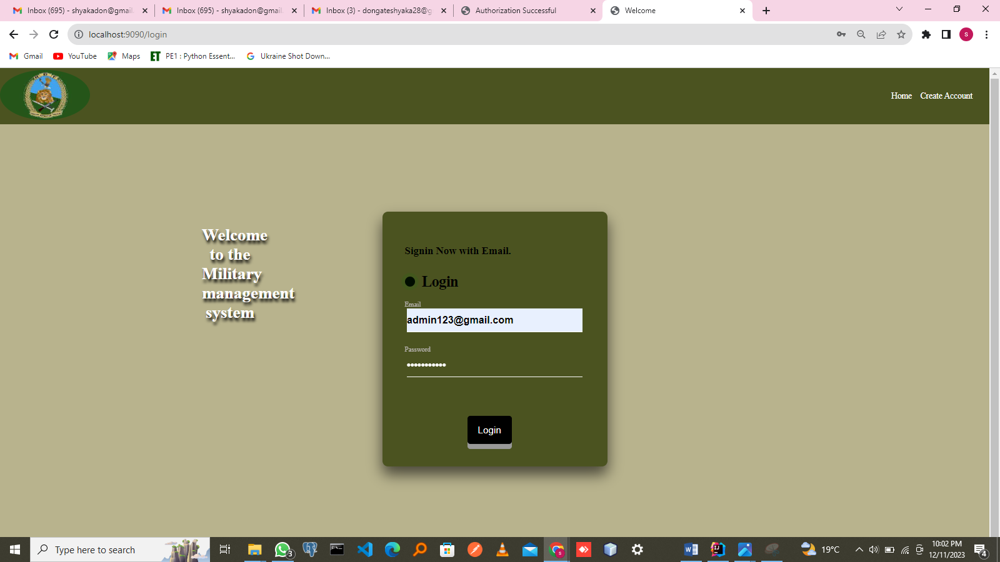 Inbox (695) - shyakadon@gmail.
Inbox (695) - shyakadon@gmail.
Inbox (3) - dongateshyaka28@g
Authorization Successful
Welcome
localhost:9090/login
S
Gmail
YouTube
Maps
ET PE1 : Python Essent...
Ukraine Shot Down...
Home
Create Account
Welcome
to the
Military
management
system
Signin Now with Email.
Login
Email
admin123@gmail.com
Password
Login
Type here to search
3
19°C
10:02 PM
12/11/2023
4